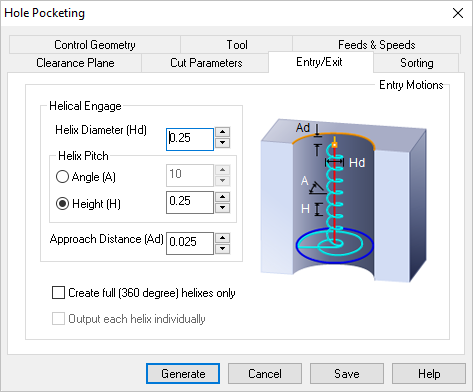 Hole Pocketing
Control Geometry Tool Feeds & Speeds
Clearance Plane Cut Parameters Entry/Exit Sorting
Entry Motions
Helical Engage
Helix Diameter (Hd) 0.25
Helix Pitch
Angle (A) 10
Height (H) 0.25
Approach Distance (Ad) 0.025
Ad
Hd
A
H
Create full (360 degree) helixes only
Output each helix individually
Generate Cancel Save Help